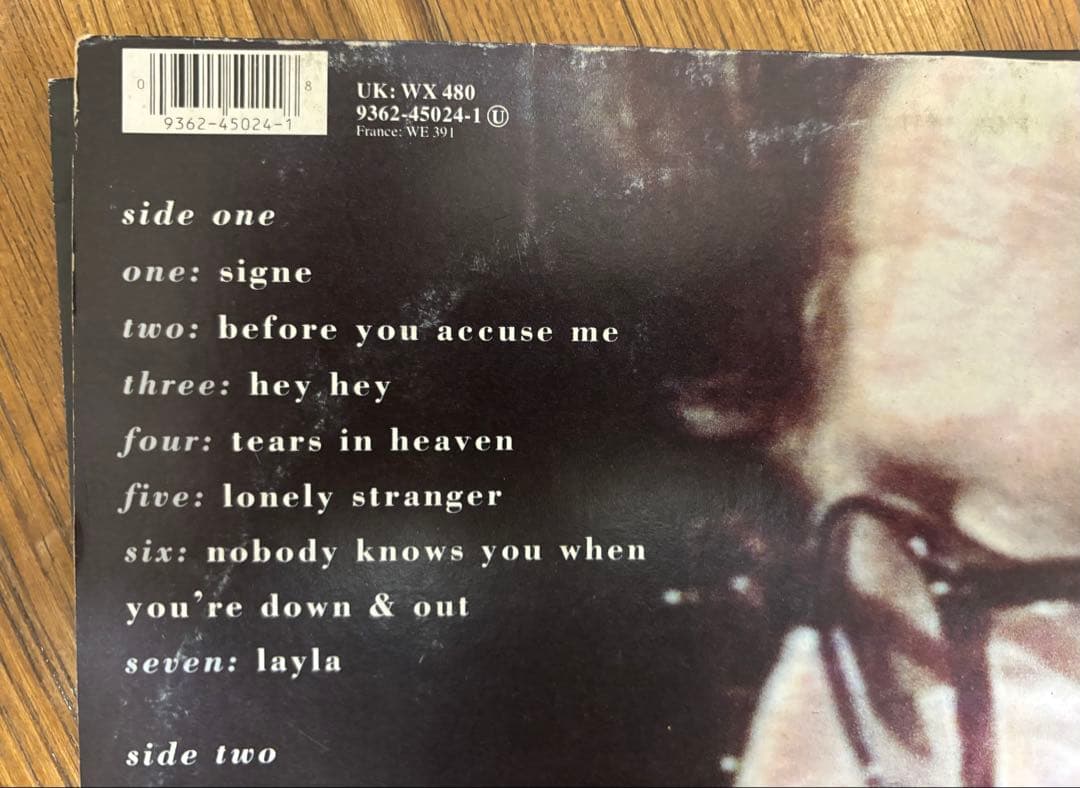 0 8
9362-45024-1
UK: WX 480
9362-45024-1 Ⓤ
France: WE 391
side one
one: signe
two: before you accuse me
three: hey hey
four: tears in heaven
five: lonely stranger
six: nobody knows you when
you're down & out
seven: layla
side two